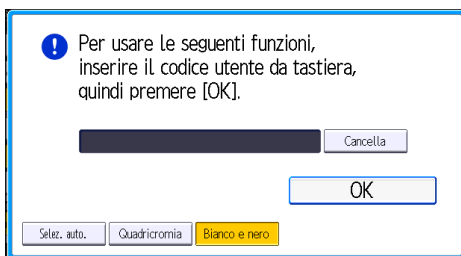 Per usare le seguenti funzioni,
inserire il codice utente da tastiera,
quindi premere [OK].
Cancella
OK
Selez. auto. Quadricromia Bianco e nero